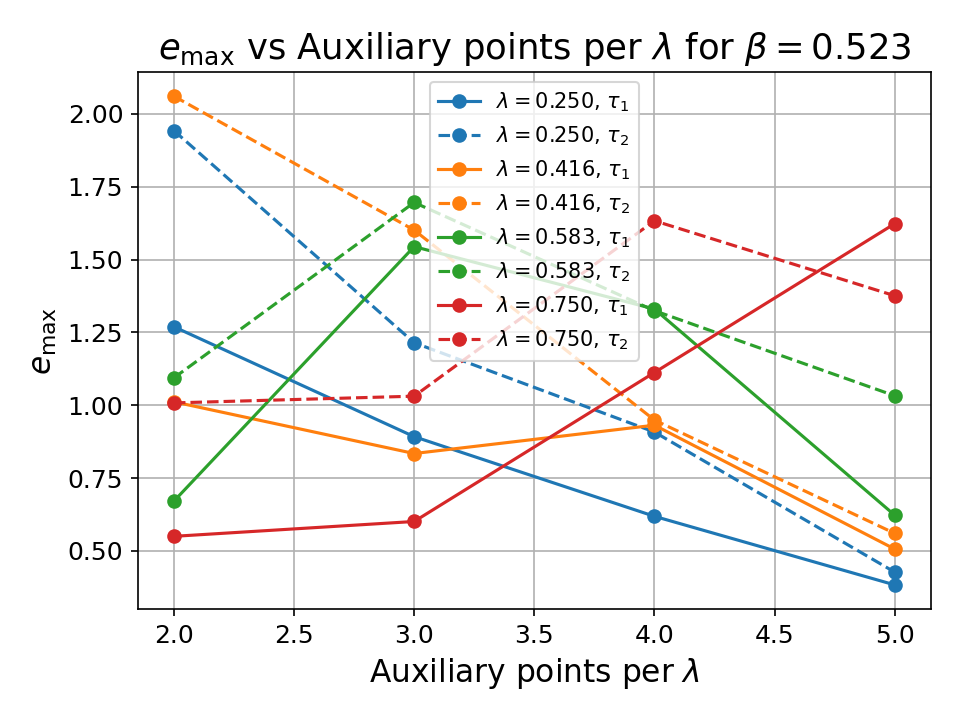 e_max vs Auxiliary points per λ for β = 0.523
e_max
2.00
1.75
1.50
1.25
1.00
0.75
0.50
λ = 0.250, τ₁
λ = 0.250, τ₂
λ = 0.416, τ₁
λ = 0.416, τ₂
λ = 0.583, τ₁
λ = 0.583, τ₂
λ = 0.750, τ₁
λ = 0.750, τ₂
2.0 2.5 3.0 3.5 4.0 4.5 5.0
Auxiliary points per λ